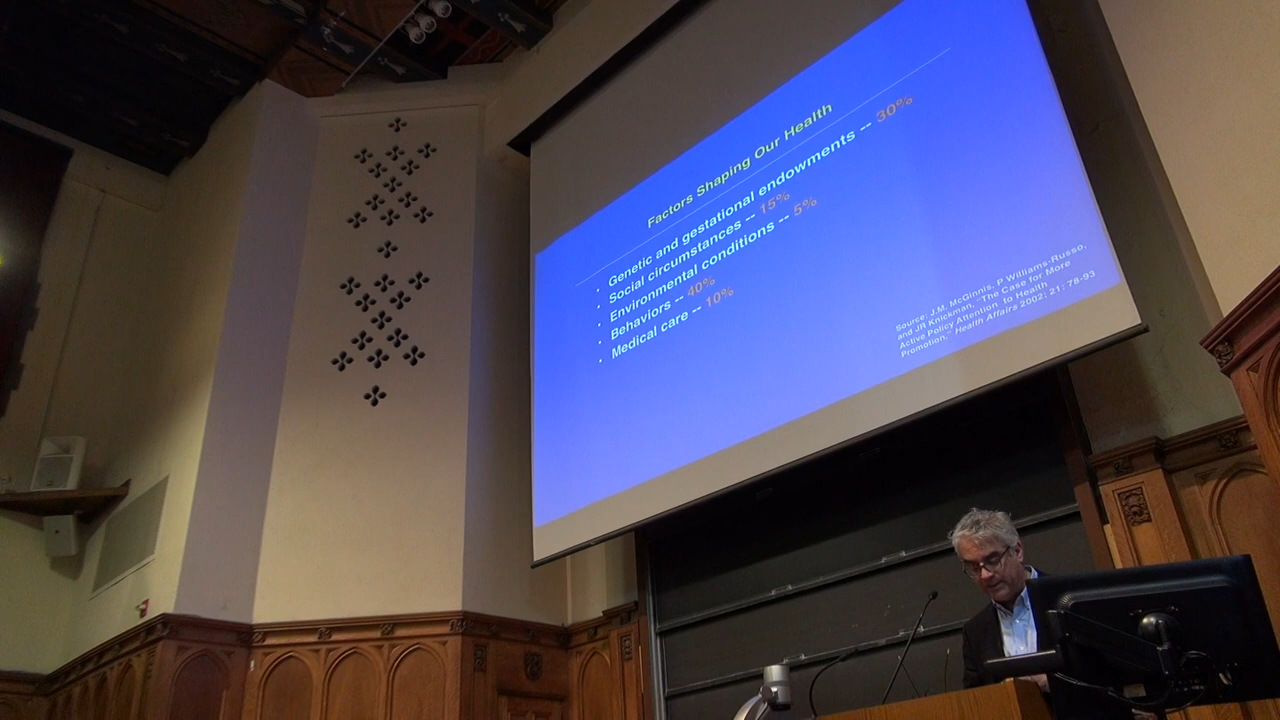 Factors Shaping Our Health
Genetic and gestational endowments -- 30%
Social circumstances -- 15%
Environmental conditions -- 5%
Behaviors -- 40%
Medical care -- 10%
Source: J.M. McGinnis, P Williams-Russo,
and JR Knickman, "The Case for More
Active Policy Attention to Health
Promotion," Health Affairs 2002; 21: 78-93